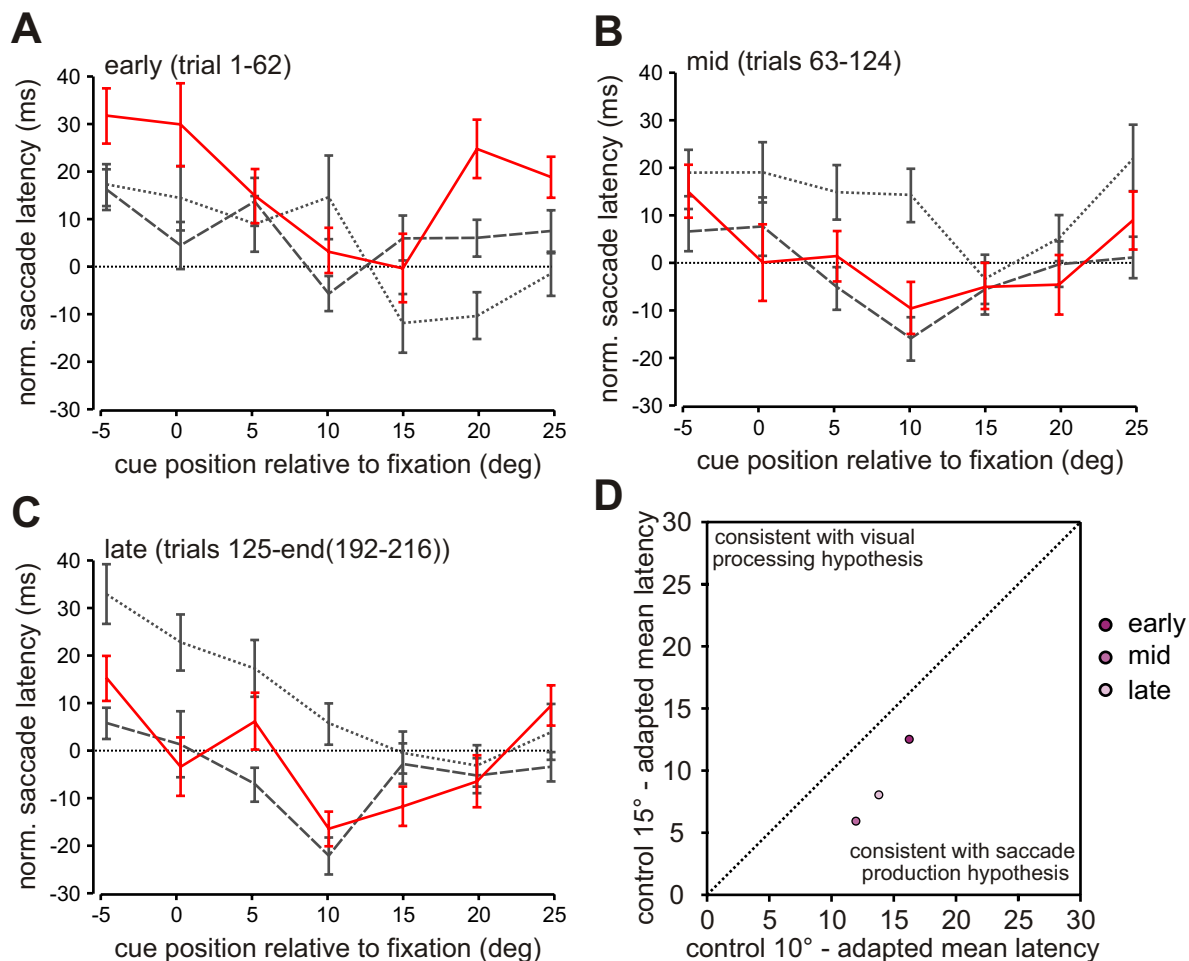 A
early (trial 1-62)
norm. saccade latency (ms)
40
30
20
10
0
-10
-20
-30
-5 0 5 10 15 20 25
cue position relative to fixation (deg)
B
mid (trials 63-124)
norm. saccade latency (ms)
40
30
20
10
0
-10
-20
-30
-5 0 5 10 15 20 25
cue position relative to fixation (deg)
C
late (trials 125-end(192-216))
norm. saccade latency (ms)
40
30
20
10
0
-10
-20
-30
-5 0 5 10 15 20 25
cue position relative to fixation (deg)
D
control 15° - adapted mean latency
30
25
20
15
10
5
0
consistent with visual
processing hypothesis
consistent with saccade
production hypothesis
0 5 10 15 20 25 30
control 10° - adapted mean latency
early
mid
late